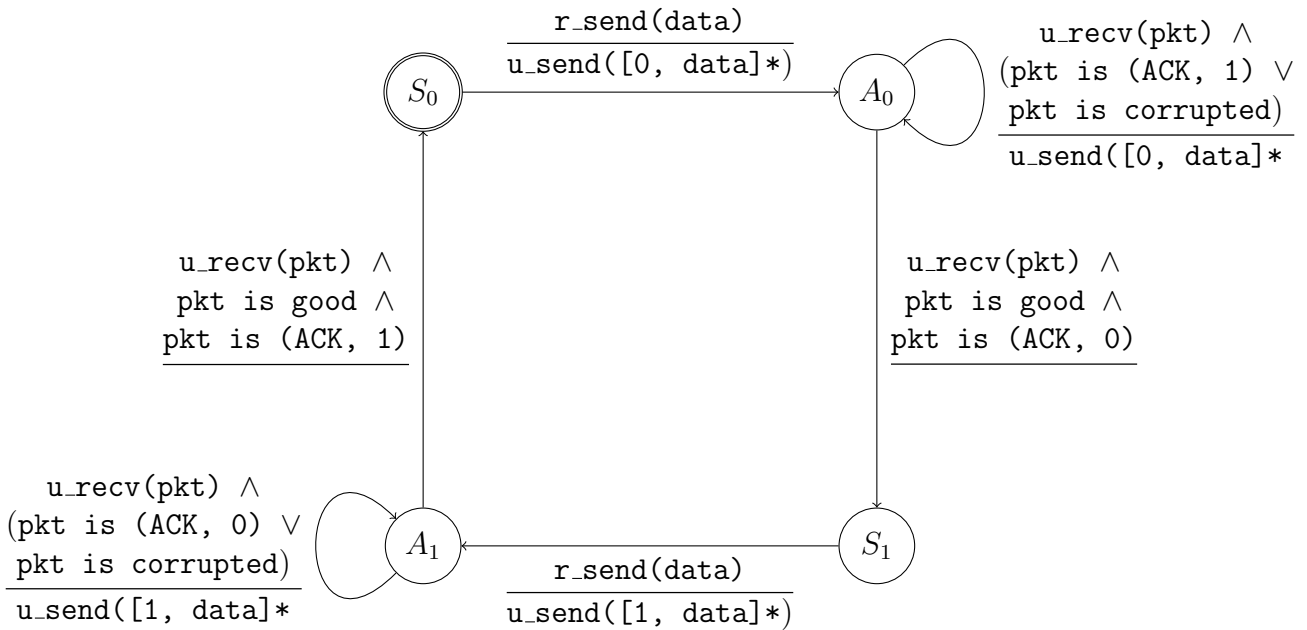 r_send(data)
u_send([0, data]*)
S0
A0
u_recv(pkt) ∧
(pkt is (ACK, 1) ∨
pkt is corrupted)
u_send([0, data]*
u_recv(pkt) ∧
pkt is good ∧
pkt is (ACK, 1)
u_recv(pkt) ∧
pkt is good ∧
pkt is (ACK, 0)
u_recv(pkt) ∧
(pkt is (ACK, 0) ∨
pkt is corrupted)
u_send([1, data]*
A1
S1
r_send(data)
u_send([1, data]*)